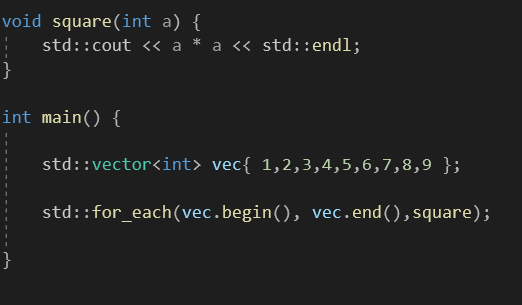 void square(int a) {
    std::cout << a * a << std::endl;
}
int main() {
    std::vector<int> vec{ 1,2,3,4,5,6,7,8,9 };
    std::for_each(vec.begin(), vec.end(),square);
}